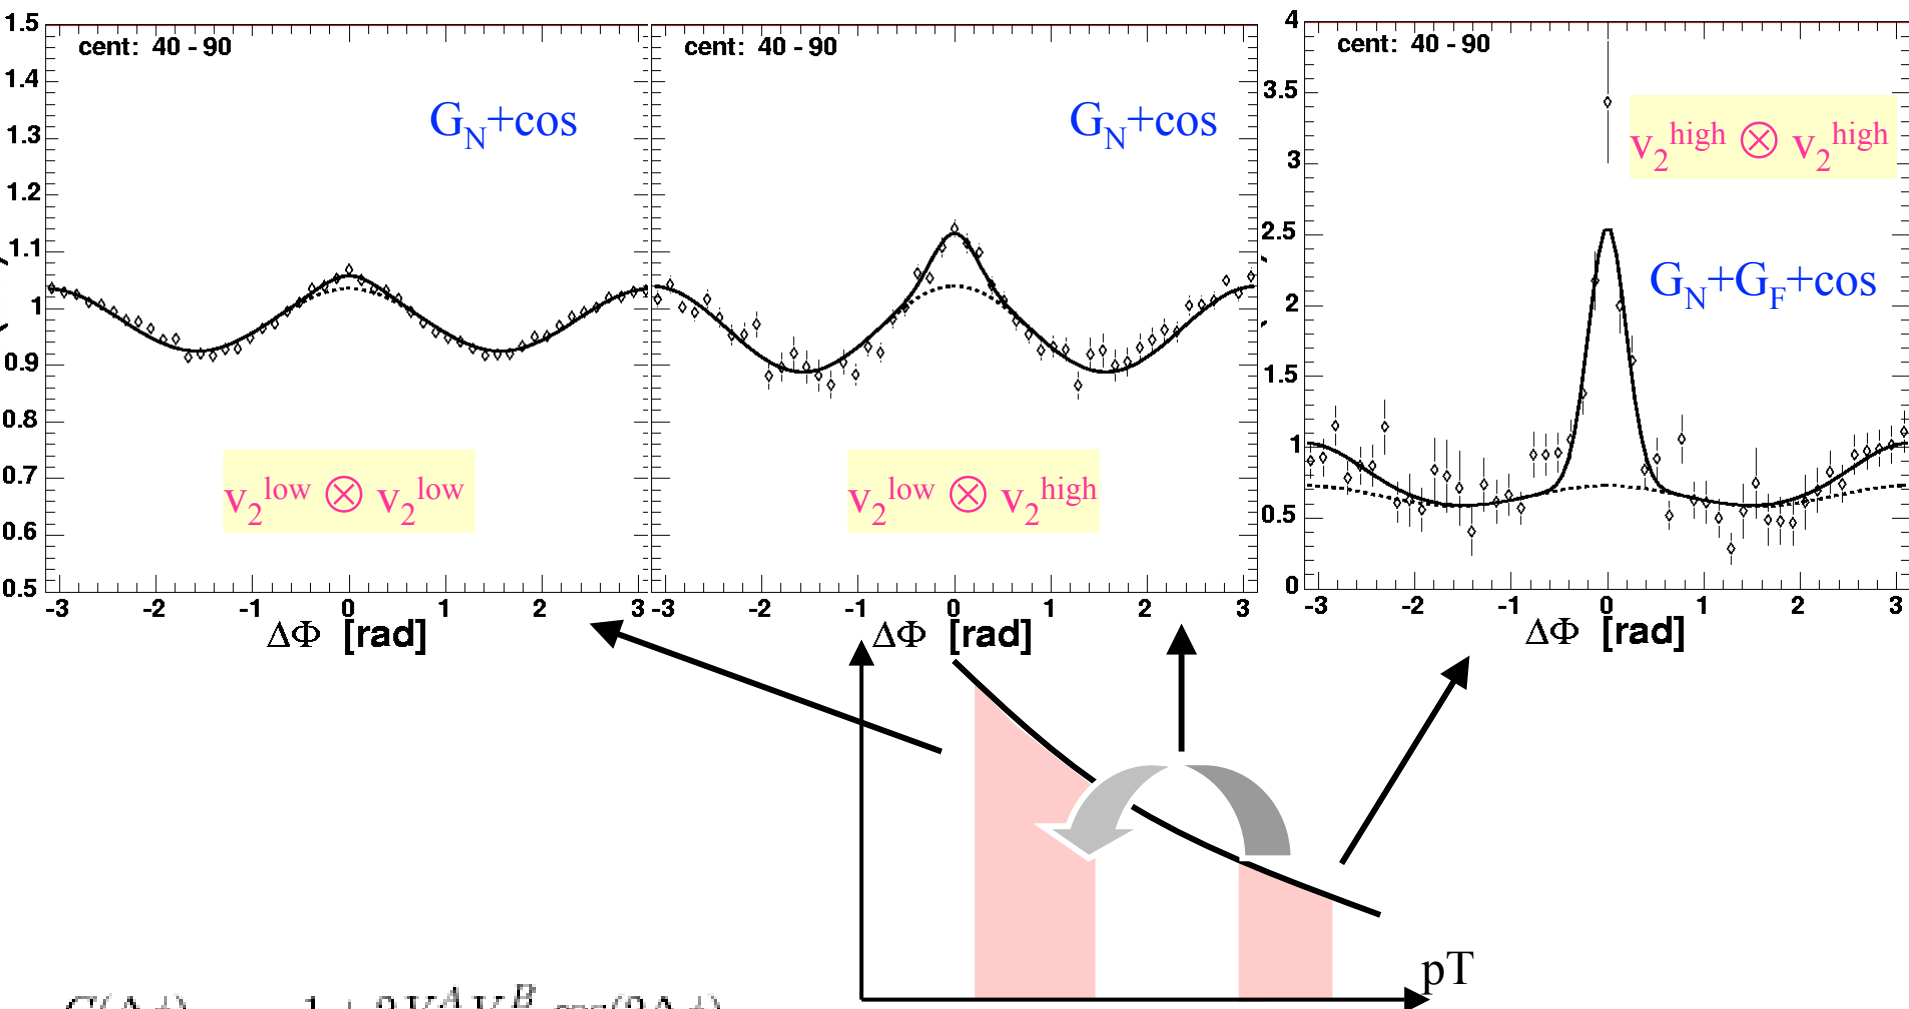 cent: 40 - 90
G_N+cos
v_2^low ⊗ v_2^low
1.5
1.4
1.3
1.2
1.1
1
0.9
0.8
0.7
0.6
0.5
-3 -2 -1 0 1 2 3
ΔΦ [rad]
cent: 40 - 90
G_N+cos
v_2^low ⊗ v_2^high
-3 -2 -1 0 1 2 3
ΔΦ [rad]
cent: 40 - 90
v_2^high ⊗ v_2^high
G_N+G_F+cos
4
3.5
3
2.5
2
1.5
1
0.5
0
-3 -2 -1 0 1 2 3
ΔΦ [rad]
pT